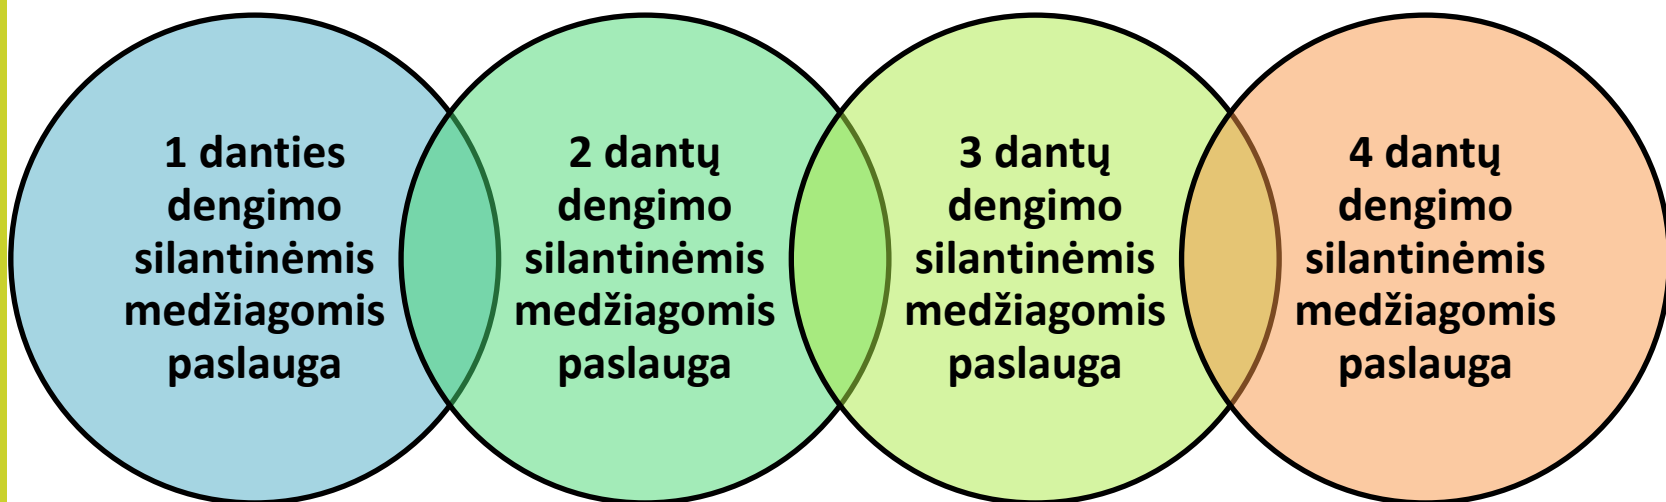 1 danties
dengimo
silantinėmis
medžiagomis
paslauga
2 dantų
dengimo
silantinėmis
medžiagomis
paslauga
3 dantų
dengimo
silantinėmis
medžiagomis
paslauga
4 dantų
dengimo
silantinėmis
medžiagomis
paslauga